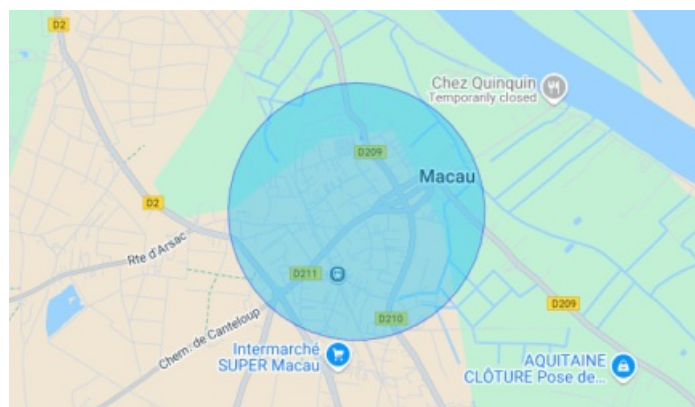 D2
Chez Quinquin
Temporarily closed
D209
Macau
D2
Rte d'Arsac
D211
D209
D210
Chem. de Canteloup
Intermarché
SUPER Macau
AQUITAINE
CLÔTURE Pose de...